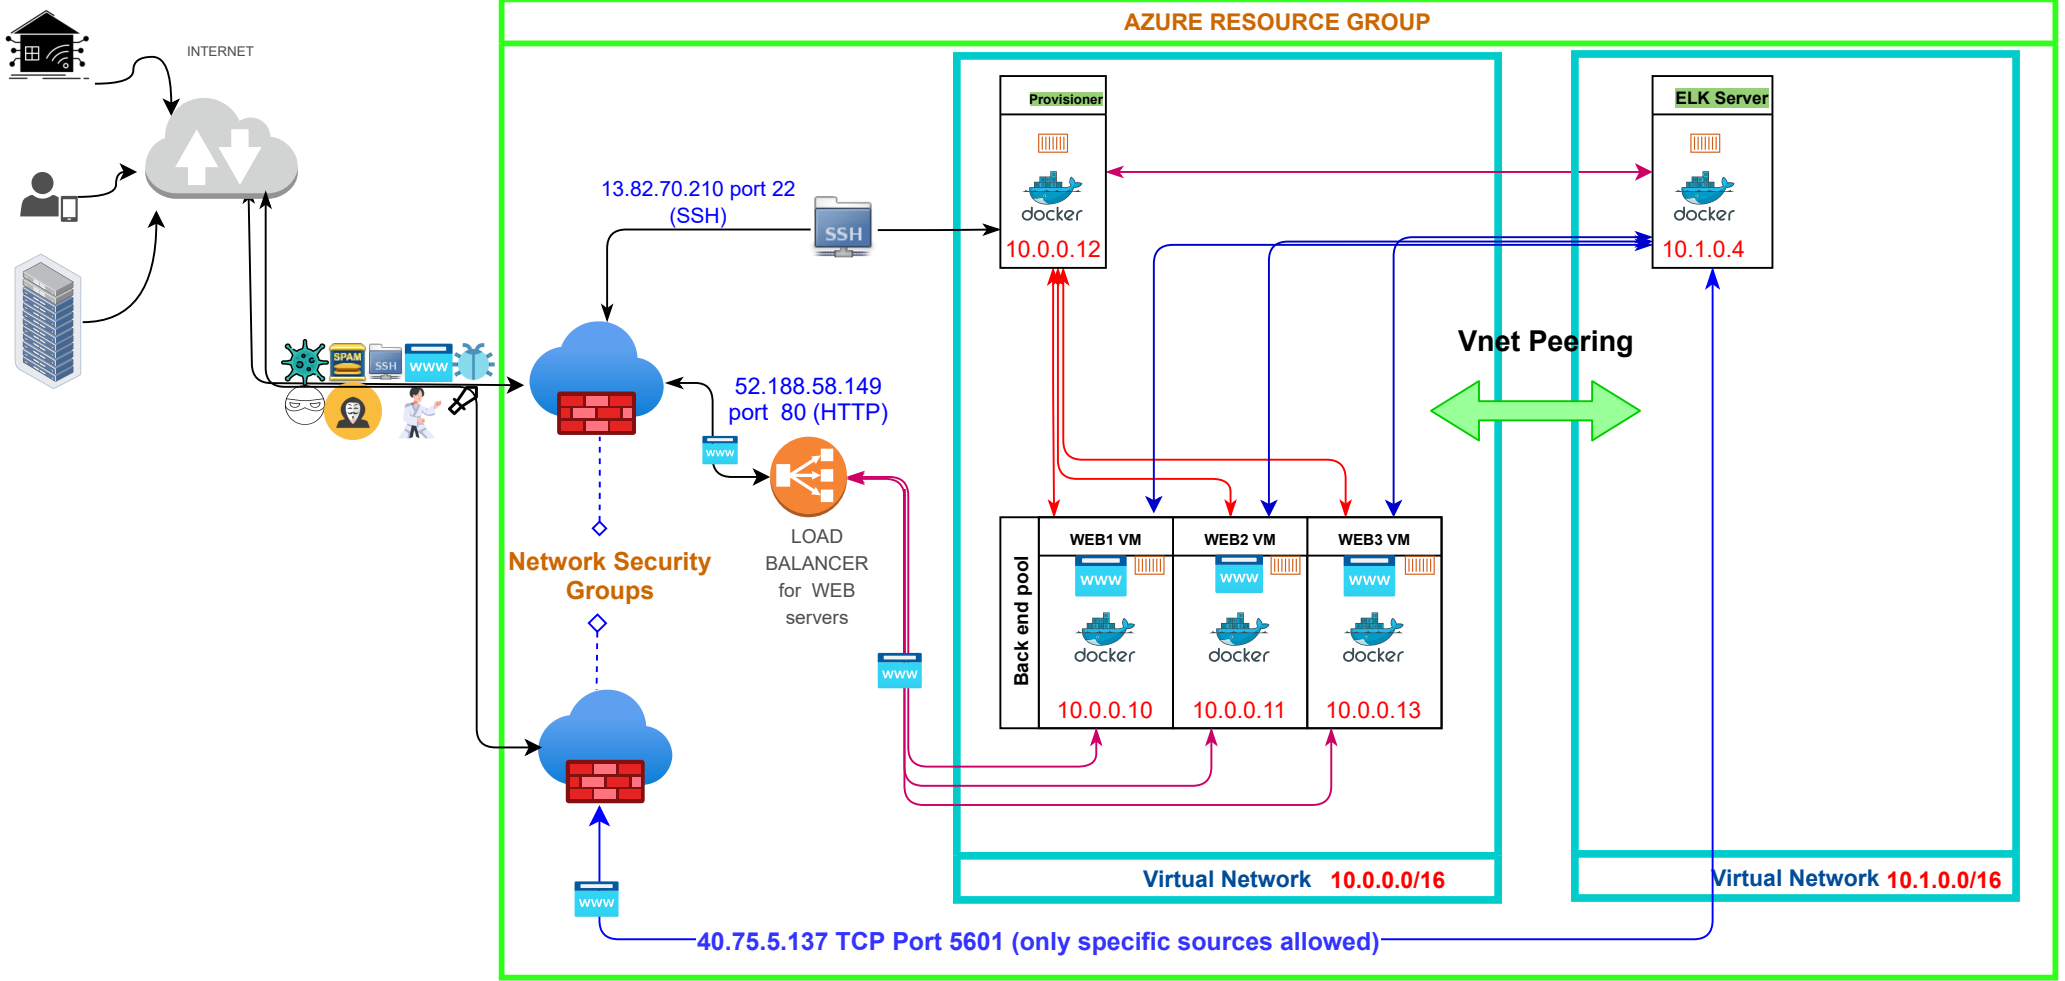 AZURE RESOURCE GROUP
INTERNET
Provisioner
docker
10.0.0.12
ELK Server
docker
10.1.0.4
13.82.70.210 port 22
(SSH)
SSH
SPAM
SSH
www
52.188.58.149
port 80 (HTTP)
www
LOAD
BALANCER
for WEB
servers
Vnet Peering
Network Security
Groups
Back end pool
WEB1 VM
WEB2 VM
WEB3 VM
www
www
www
docker
docker
docker
10.0.0.10
10.0.0.11
10.0.0.13
www
Virtual Network 10.0.0.0/16
Virtual Network 10.1.0.0/16
www
40.75.5.137 TCP Port 5601 (only specific sources allowed)